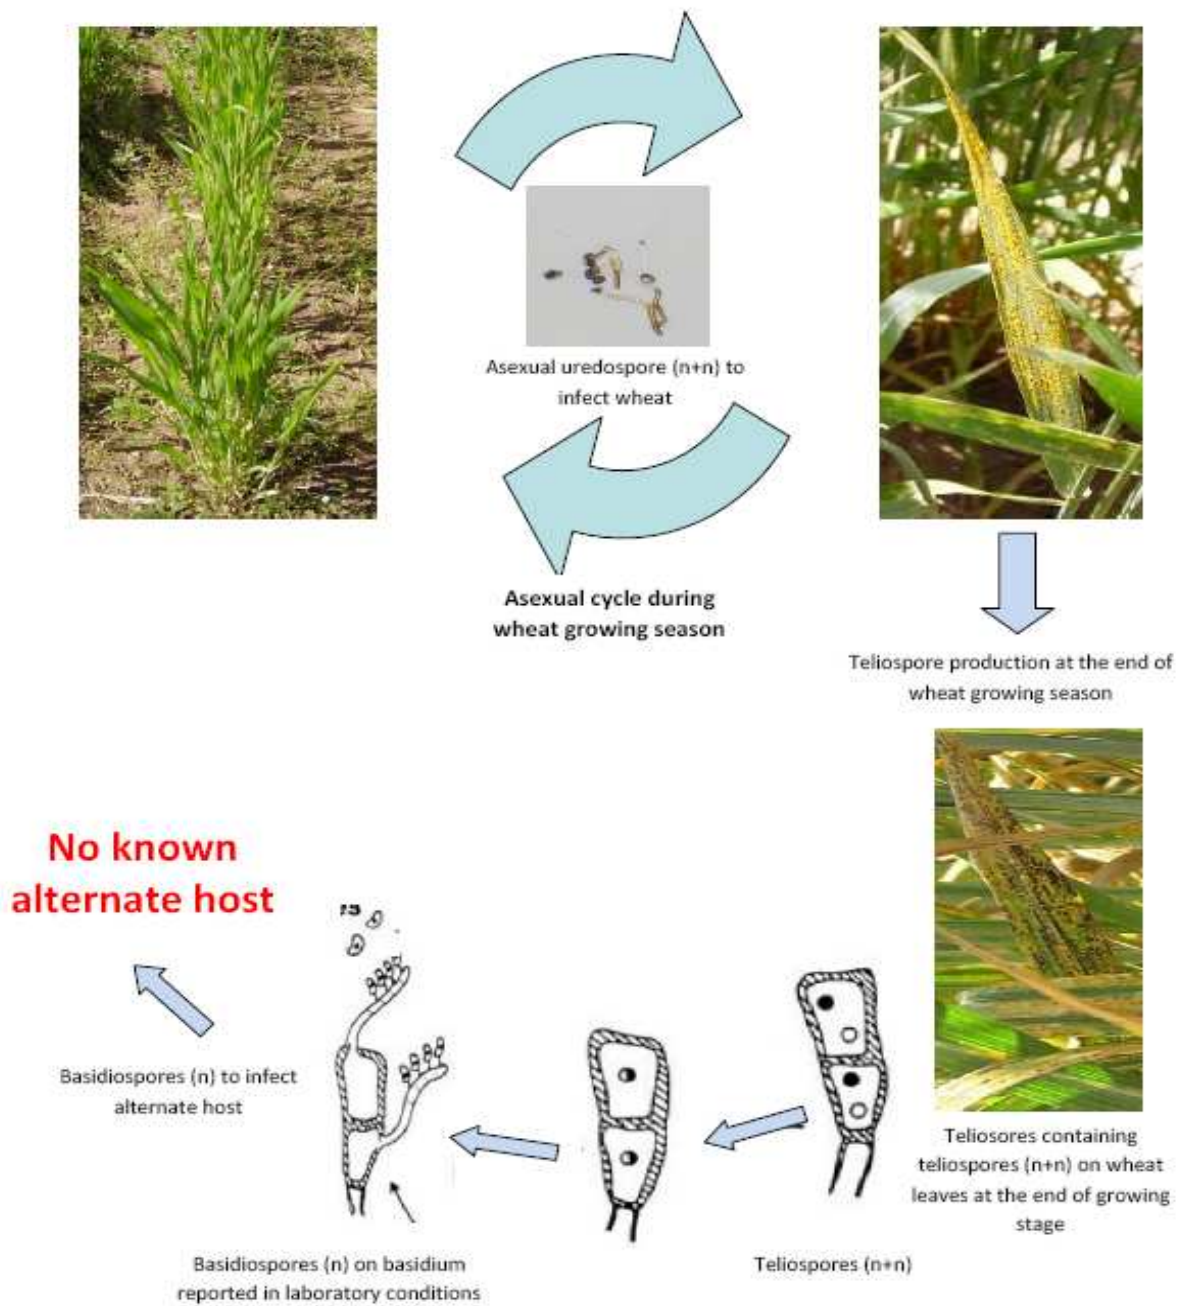 Asexual uredospore (n+n) to
infect wheat
Asexual cycle during
wheat growing season
Teliospore production at the end of
wheat growing season
No known
alternate host
Basidiospores (n) to infect
alternate host
Teliosores containing
teliospores (n+n) on wheat
leaves at the end of growing
stage
Basidiospores (n) on basidium
reported in laboratory conditions
Teliospores (n+n)